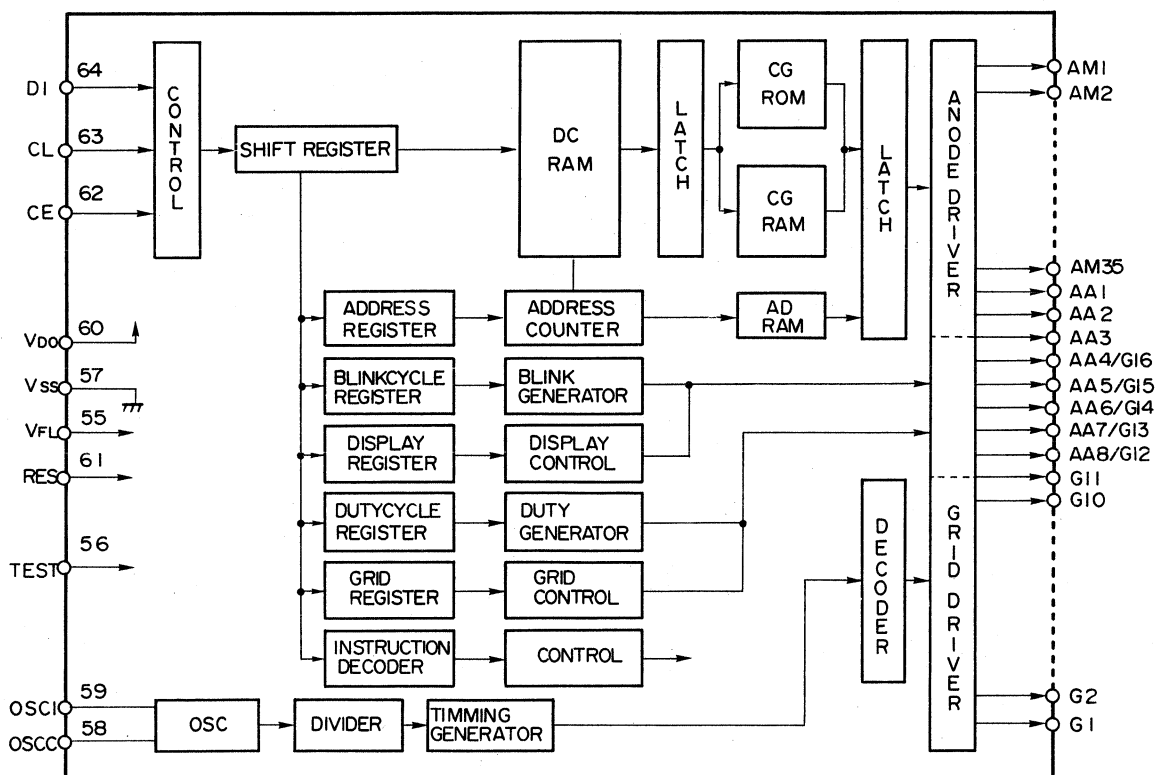 DI
64
CL
63
CE
62
CONTROL
SHIFT REGISTER
DC
RAM
LATCH
CG
ROM
CG
RAM
LATCH
ANODE DRIVER
AM1
AM2
AM35
AA1
AA2
AA3
AA4/G16
AA5/G15
AA6/G14
AA7/G13
AA8/G12
G11
G10
G2
G1
VDD
60
VSS
57
VFL
55
RES
61
TEST
56
ADDRESS
REGISTER
ADDRESS
COUNTER
AD
RAM
BLINKCYCLE
REGISTER
BLINK
GENERATOR
DISPLAY
REGISTER
DISPLAY
CONTROL
DUTYCYCLE
REGISTER
DUTY
GENERATOR
GRID
REGISTER
GRID
CONTROL
INSTRUCTION
DECODER
CONTROL
DECODER
GRID DRIVER
OSCI
59
OSCC
58
OSC
DIVIDER
TIMMING
GENERATOR